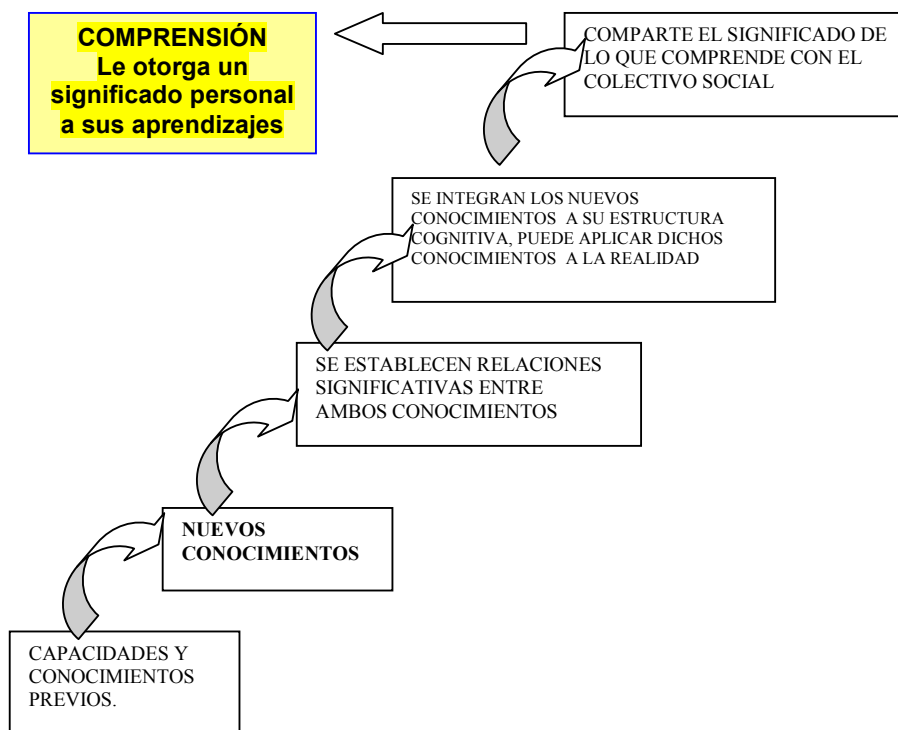 COMPRENSIÓN
Le otorga un
significado personal
a sus aprendizajes
COMPARTE EL SIGNIFICADO DE
LO QUE COMPRENDE CON EL
COLECTIVO SOCIAL
SE INTEGRAN LOS NUEVOS
CONOCIMIENTOS A SU ESTRUCTURA
COGNITIVA, PUEDE APLICAR DICHOS
CONOCIMIENTOS A LA REALIDAD
SE ESTABLECEN RELACIONES
SIGNIFICATIVAS ENTRE
AMBOS CONOCIMIENTOS
NUEVOS
CONOCIMIENTOS
CAPACIDADES Y
CONOCIMIENTOS
PREVIOS.